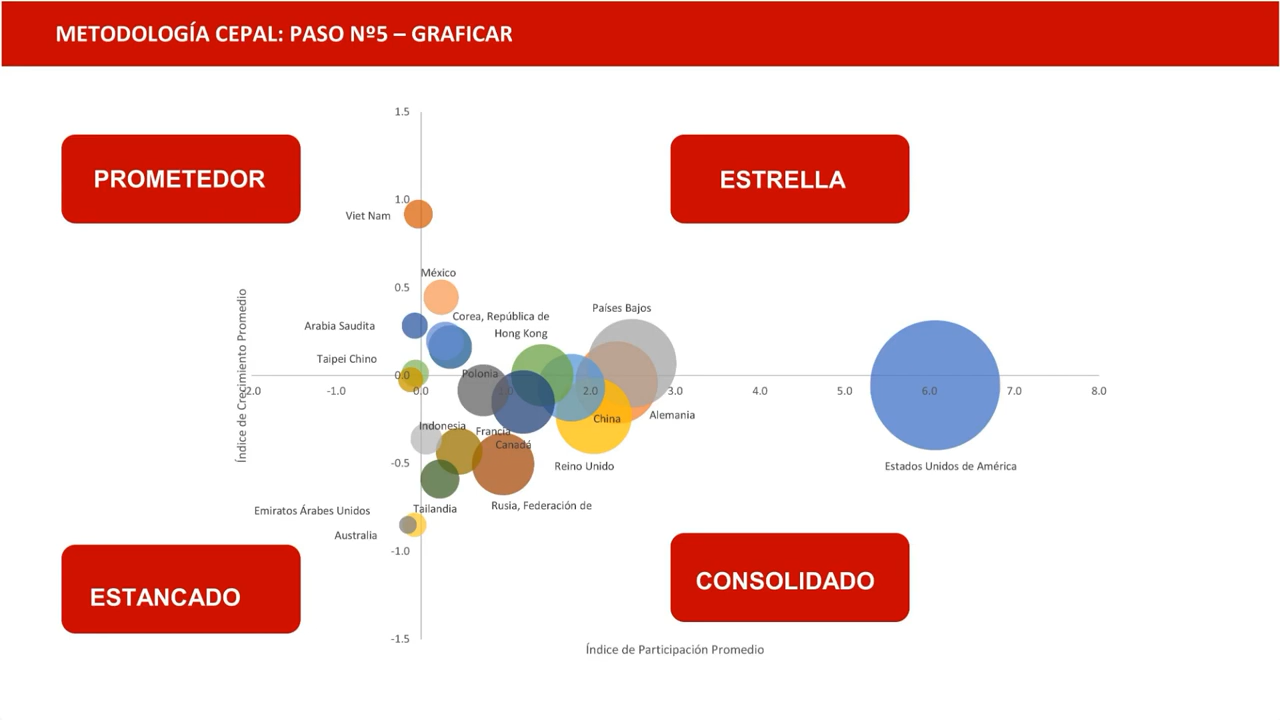 METODOLOGÍA CEPAL: PASO Nº5 – GRAFICAR
1.5
PROMETEDOR
ESTRELLA
1.0
Viet Nam
México
0.5
Países Bajos
Corea, República de
Arabia Saudita
Hong Kong
Taipei Chino
Polonia
0.0
-2.0
-1.0
0.0
1.0
2.0
3.0
4.0
5.0
6.0
7.0
8.0
Índice de Crecimiento Promedio
Alemania
China
Indonesia
Francia
Canadá
-0.5
Reino Unido
Estados Unidos de América
Rusia, Federación de
Tailandia
Emiratos Árabes Unidos
Australia
-1.0
CONSOLIDADO
ESTANCADO
-1.5
Índice de Participación Promedio